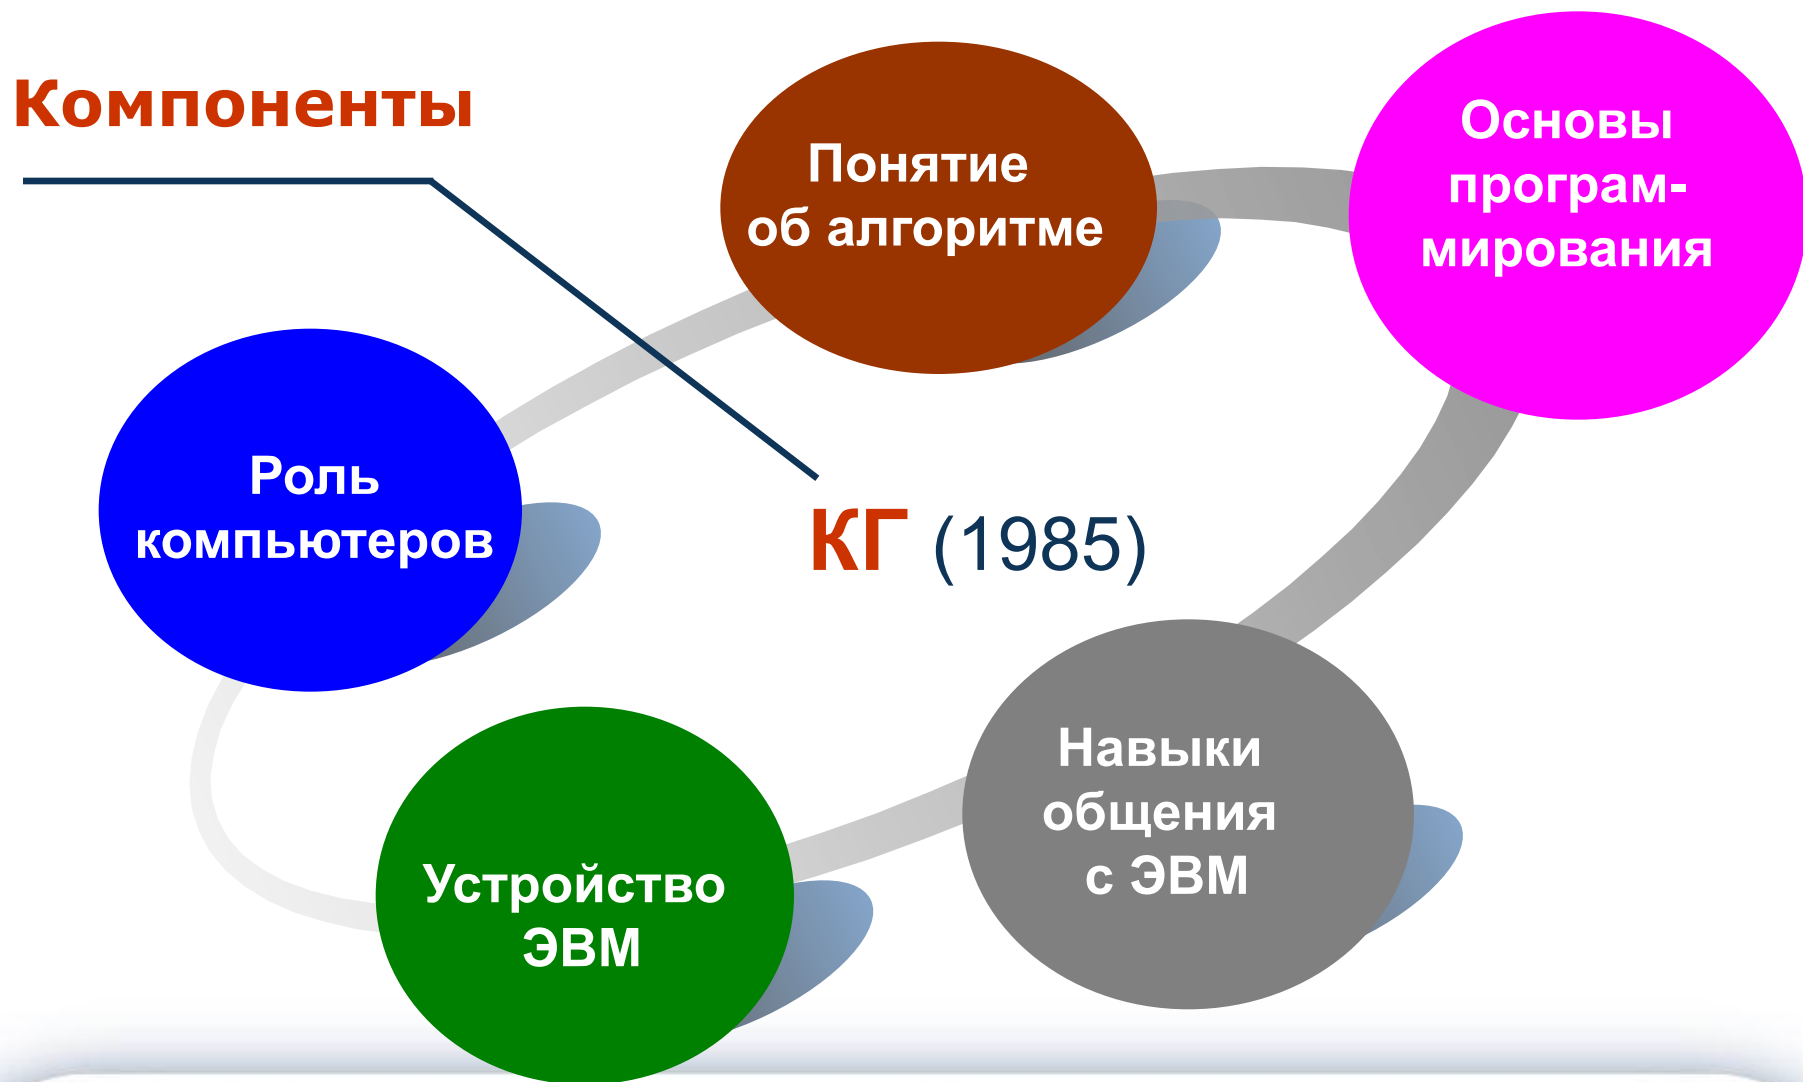 Компоненты
Понятие
об алгоритме
Основы
програм-
мирования
Роль
компьютеров
КГ (1985)
Навыки
общения
с ЭВМ
Устройство
ЭВМ